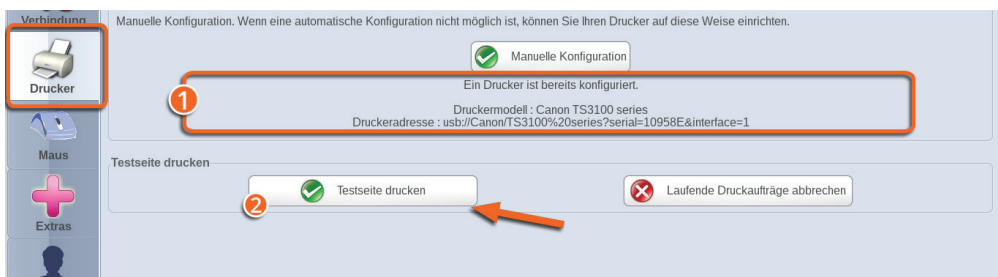 Verbindung
Manuelle Konfiguration. Wenn eine automatische Konfiguration nicht möglich ist, können Sie Ihren Drucker auf diese Weise einrichten.
Manuelle Konfiguration
Drucker
1
Ein Drucker ist bereits konfiguriert.
Druckermodell : Canon TS3100 series
Druckeradresse : usb://Canon/TS3100%20series?serial=10958E&interface=1
Maus
Testseite drucken
2
Testseite drucken
Laufende Druckaufträge abbrechen
Extras